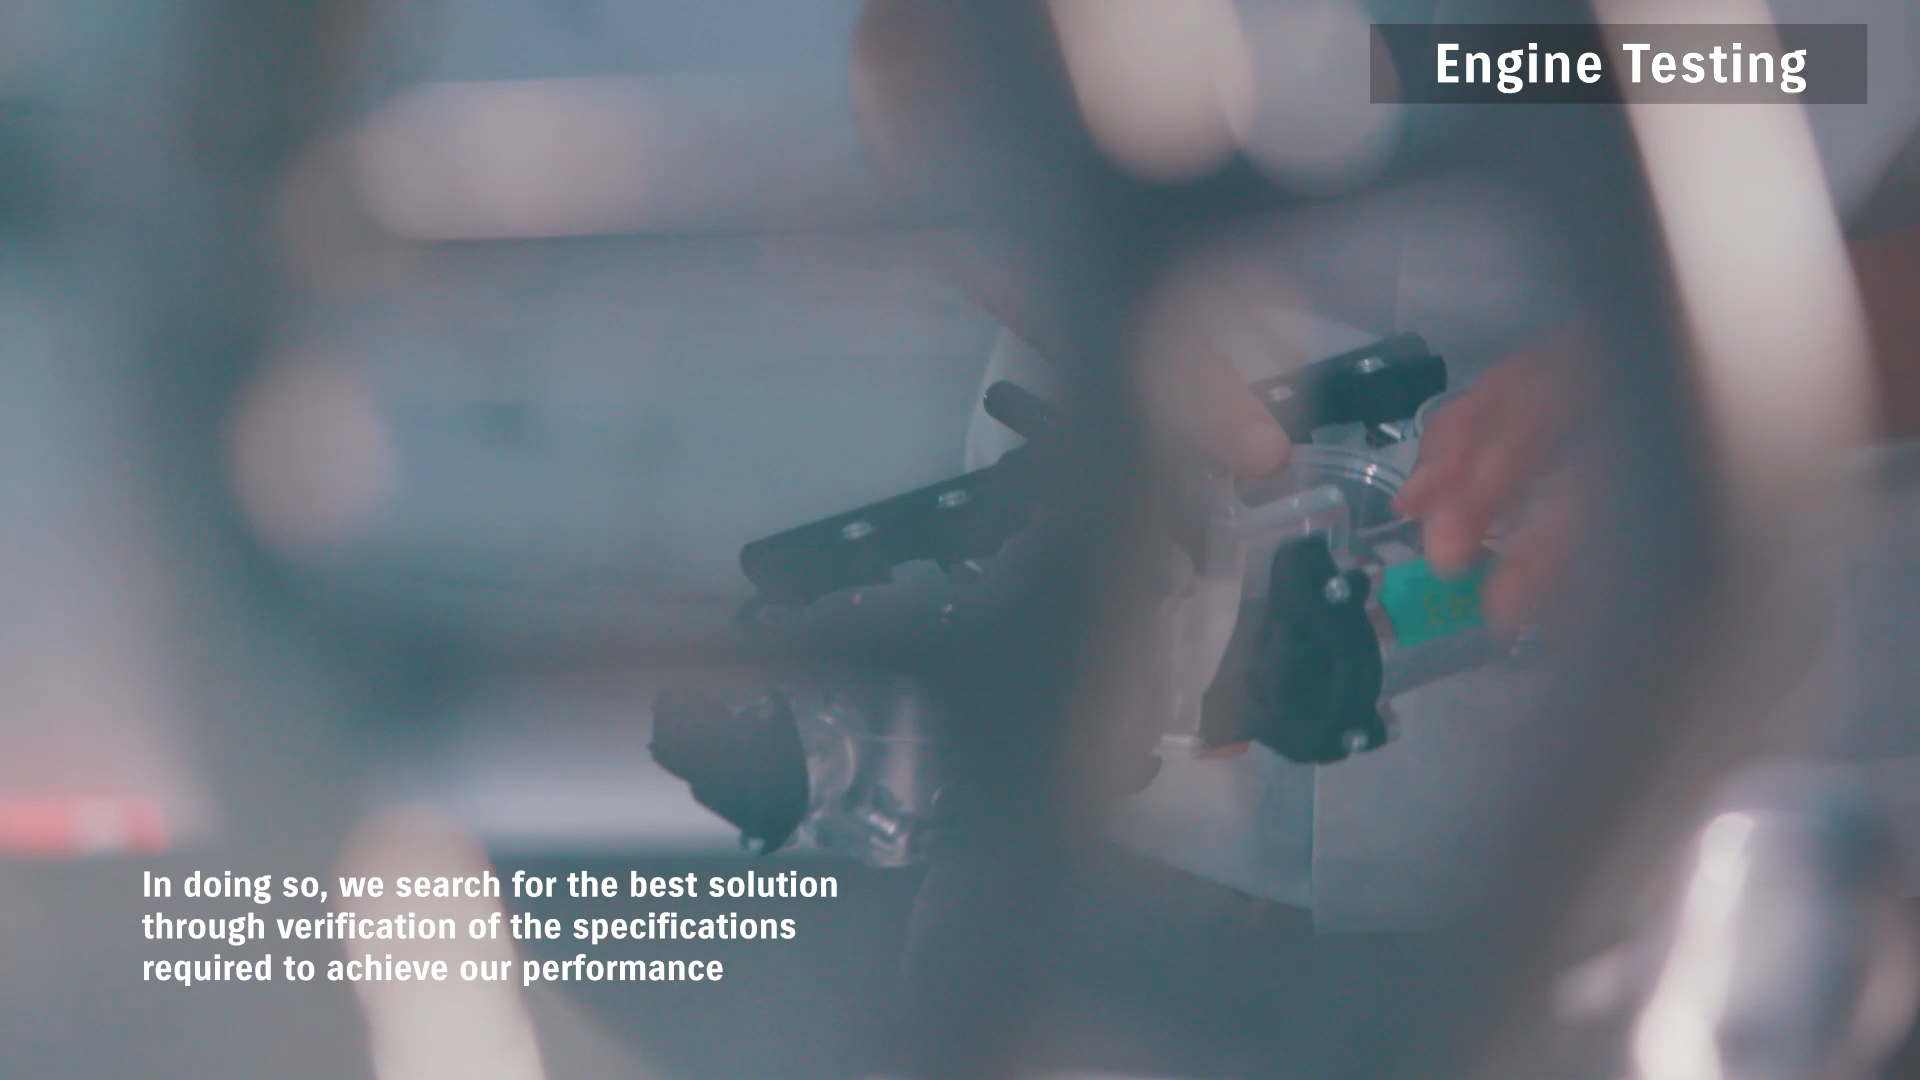 Engine Testing
In doing so, we search for the best solution
through verification of the specifications
required to achieve our performance